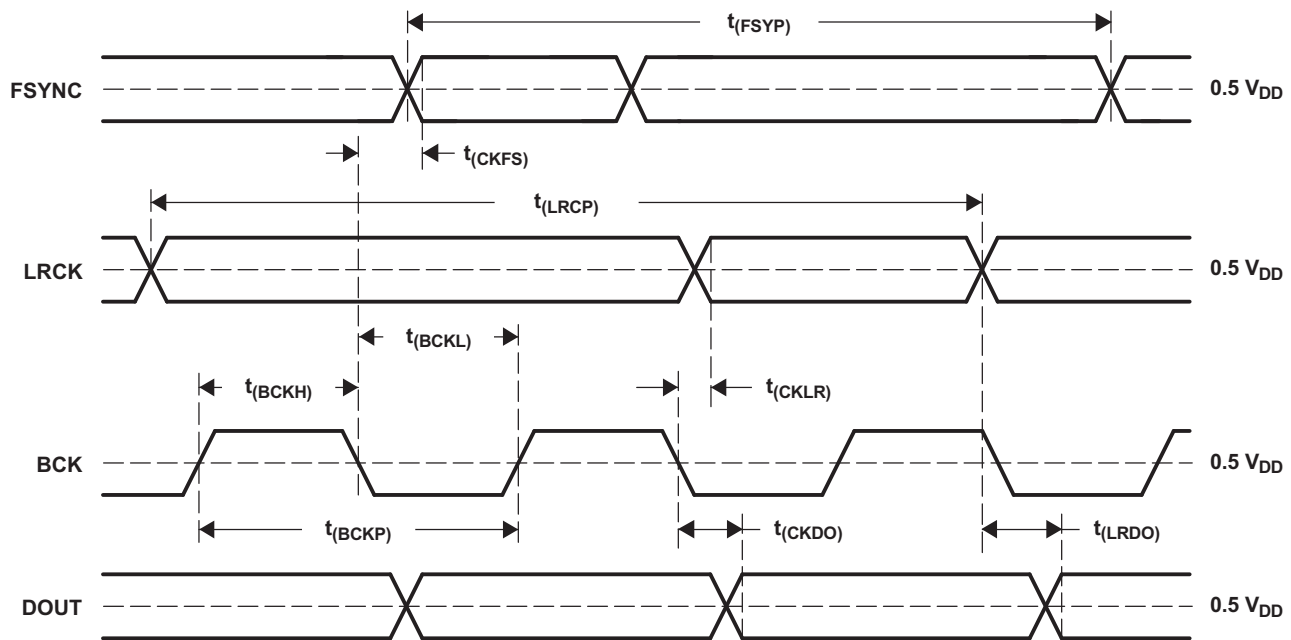 t(FSYP)
FSYNC
0.5 VDD
t(CKFS)
t(LRCP)
LRCK
0.5 VDD
t(BCKL)
t(BCKH)
t(CKLR)
BCK
0.5 VDD
t(BCKP)
t(CKDO)
t(LRDO)
DOUT
0.5 VDD